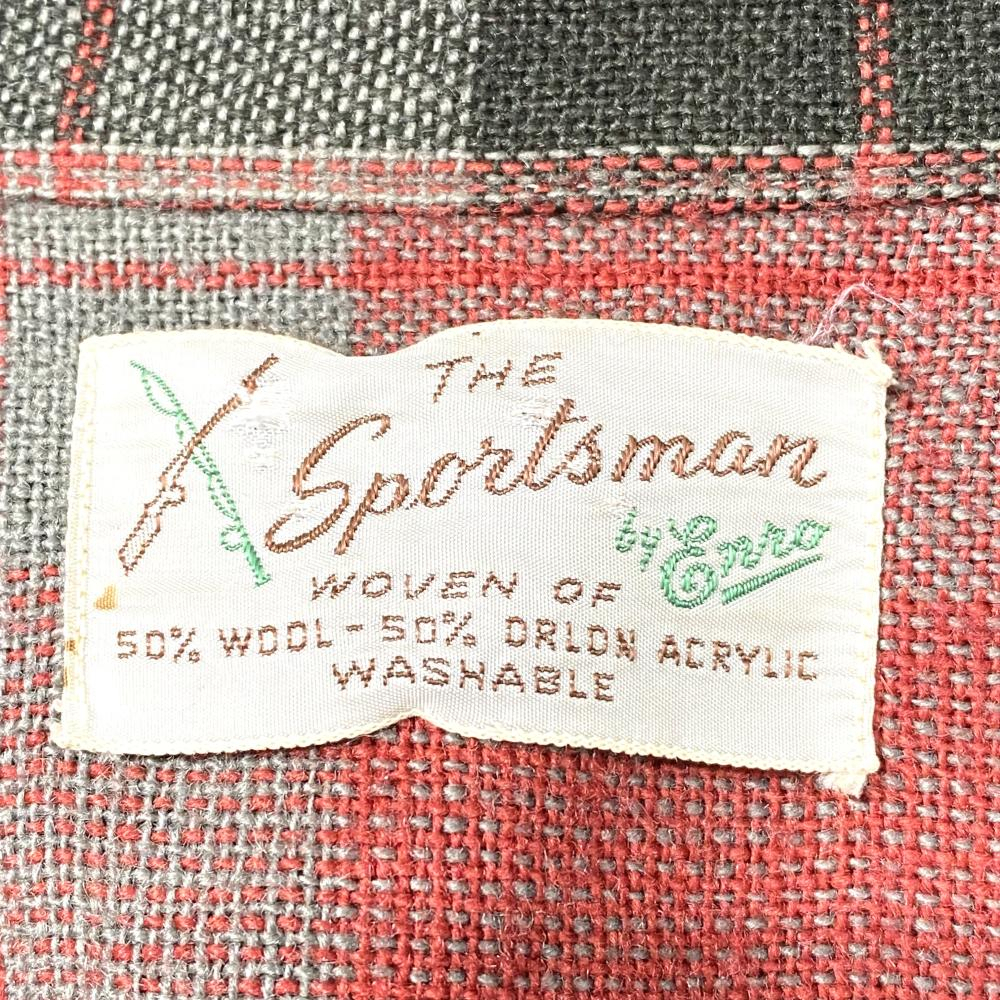 THE
Sportsman
by Enro
WOVEN OF
50% WOOL-50% ORLON ACRYLIC
WASHABLE